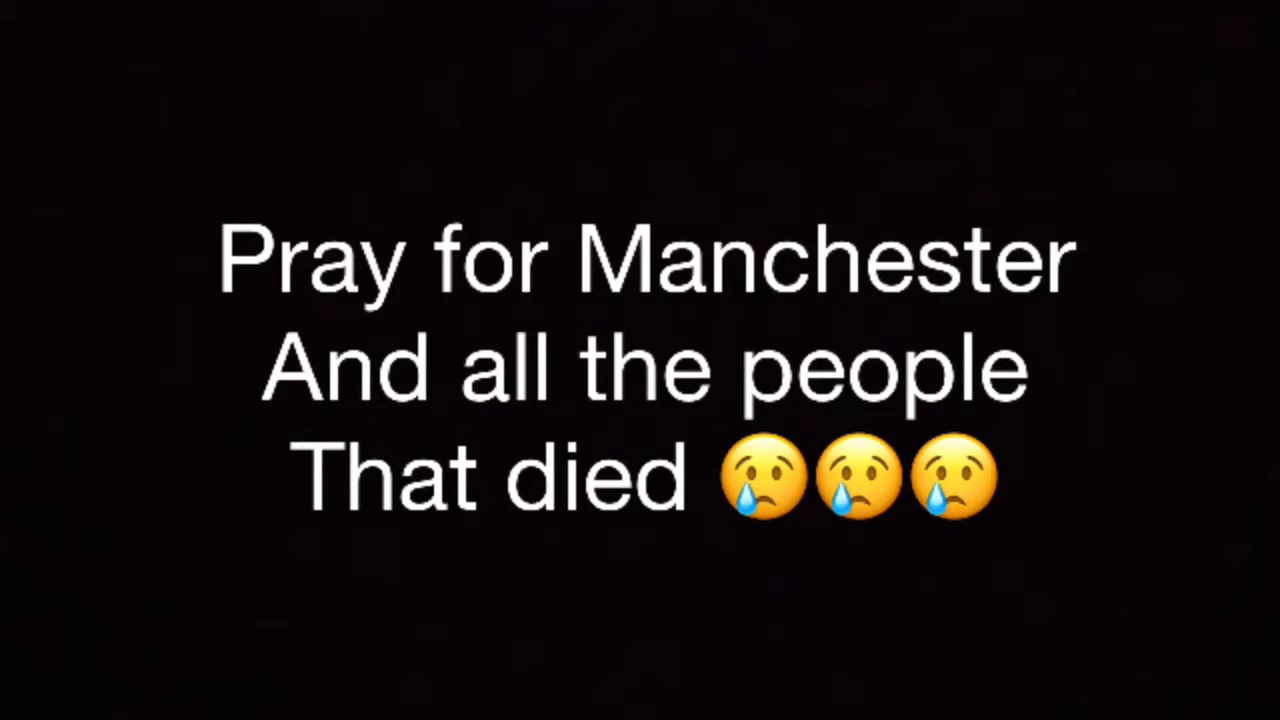 Pray for Manchester
And all the people
That died 😢😢😢